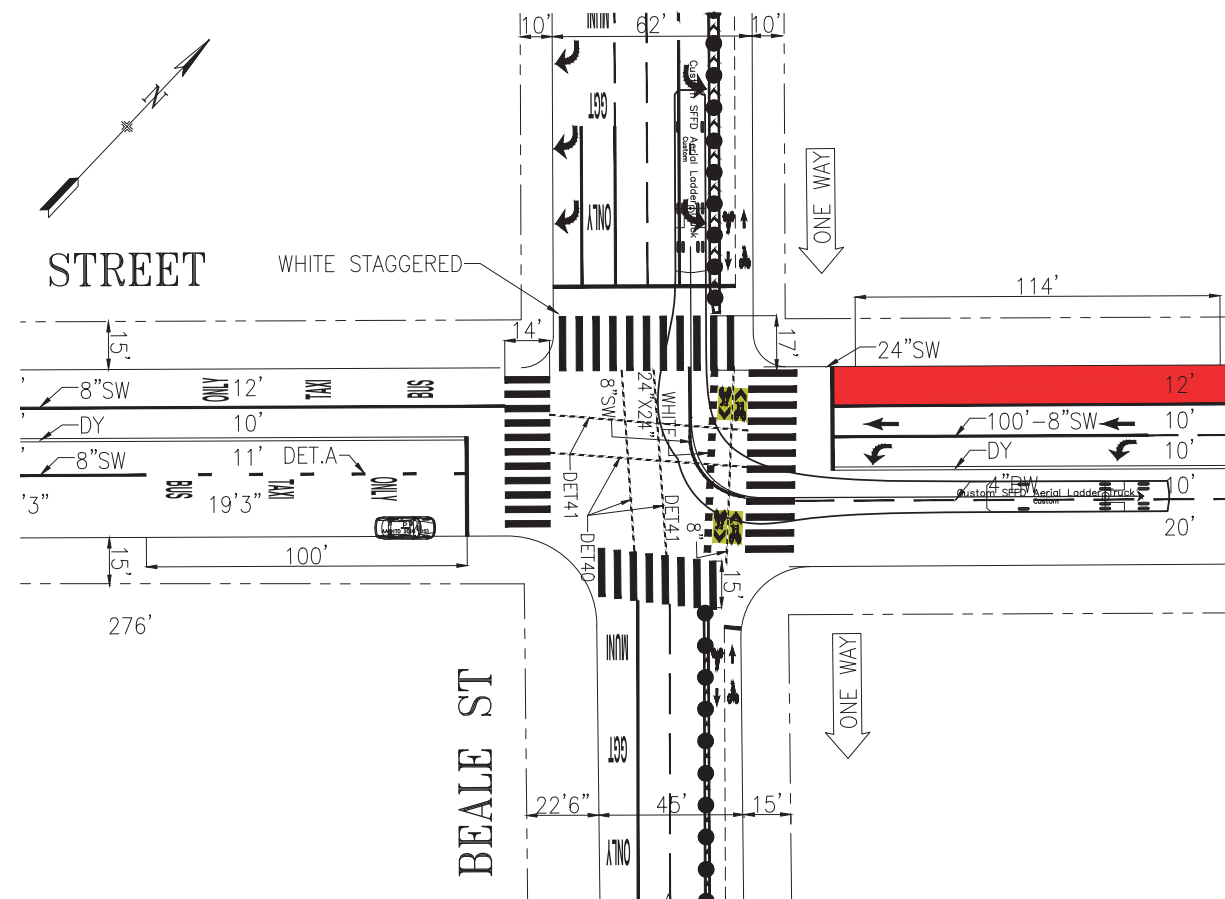 10'
62'
10'
MUNI
N
GGT
Custom SFFD Aerial Ladder Truck
Custom
ONLY
ONE WAY
STREET
WHITE STAGGERED
114'
15'
14'
17'
24"SW
8"SW
ONLY
12'
TAXI
BUS
12'
DY
10'
8"SW
24"X24"
WHITE
100'-8"SW
10'
10'
DY
8"SW
11'
DET.A
'3"
BUS
TAXI
19'3"
ONLY
4"BW
10'
Custom SFFD Aerial Ladder Truck
Custom
20'
DET41
DET41
8"
DET40
15'
100'
15'
276'
MUNI
ONE WAY
BEALE ST
GGT
22'6"
45'
15'
ONLY